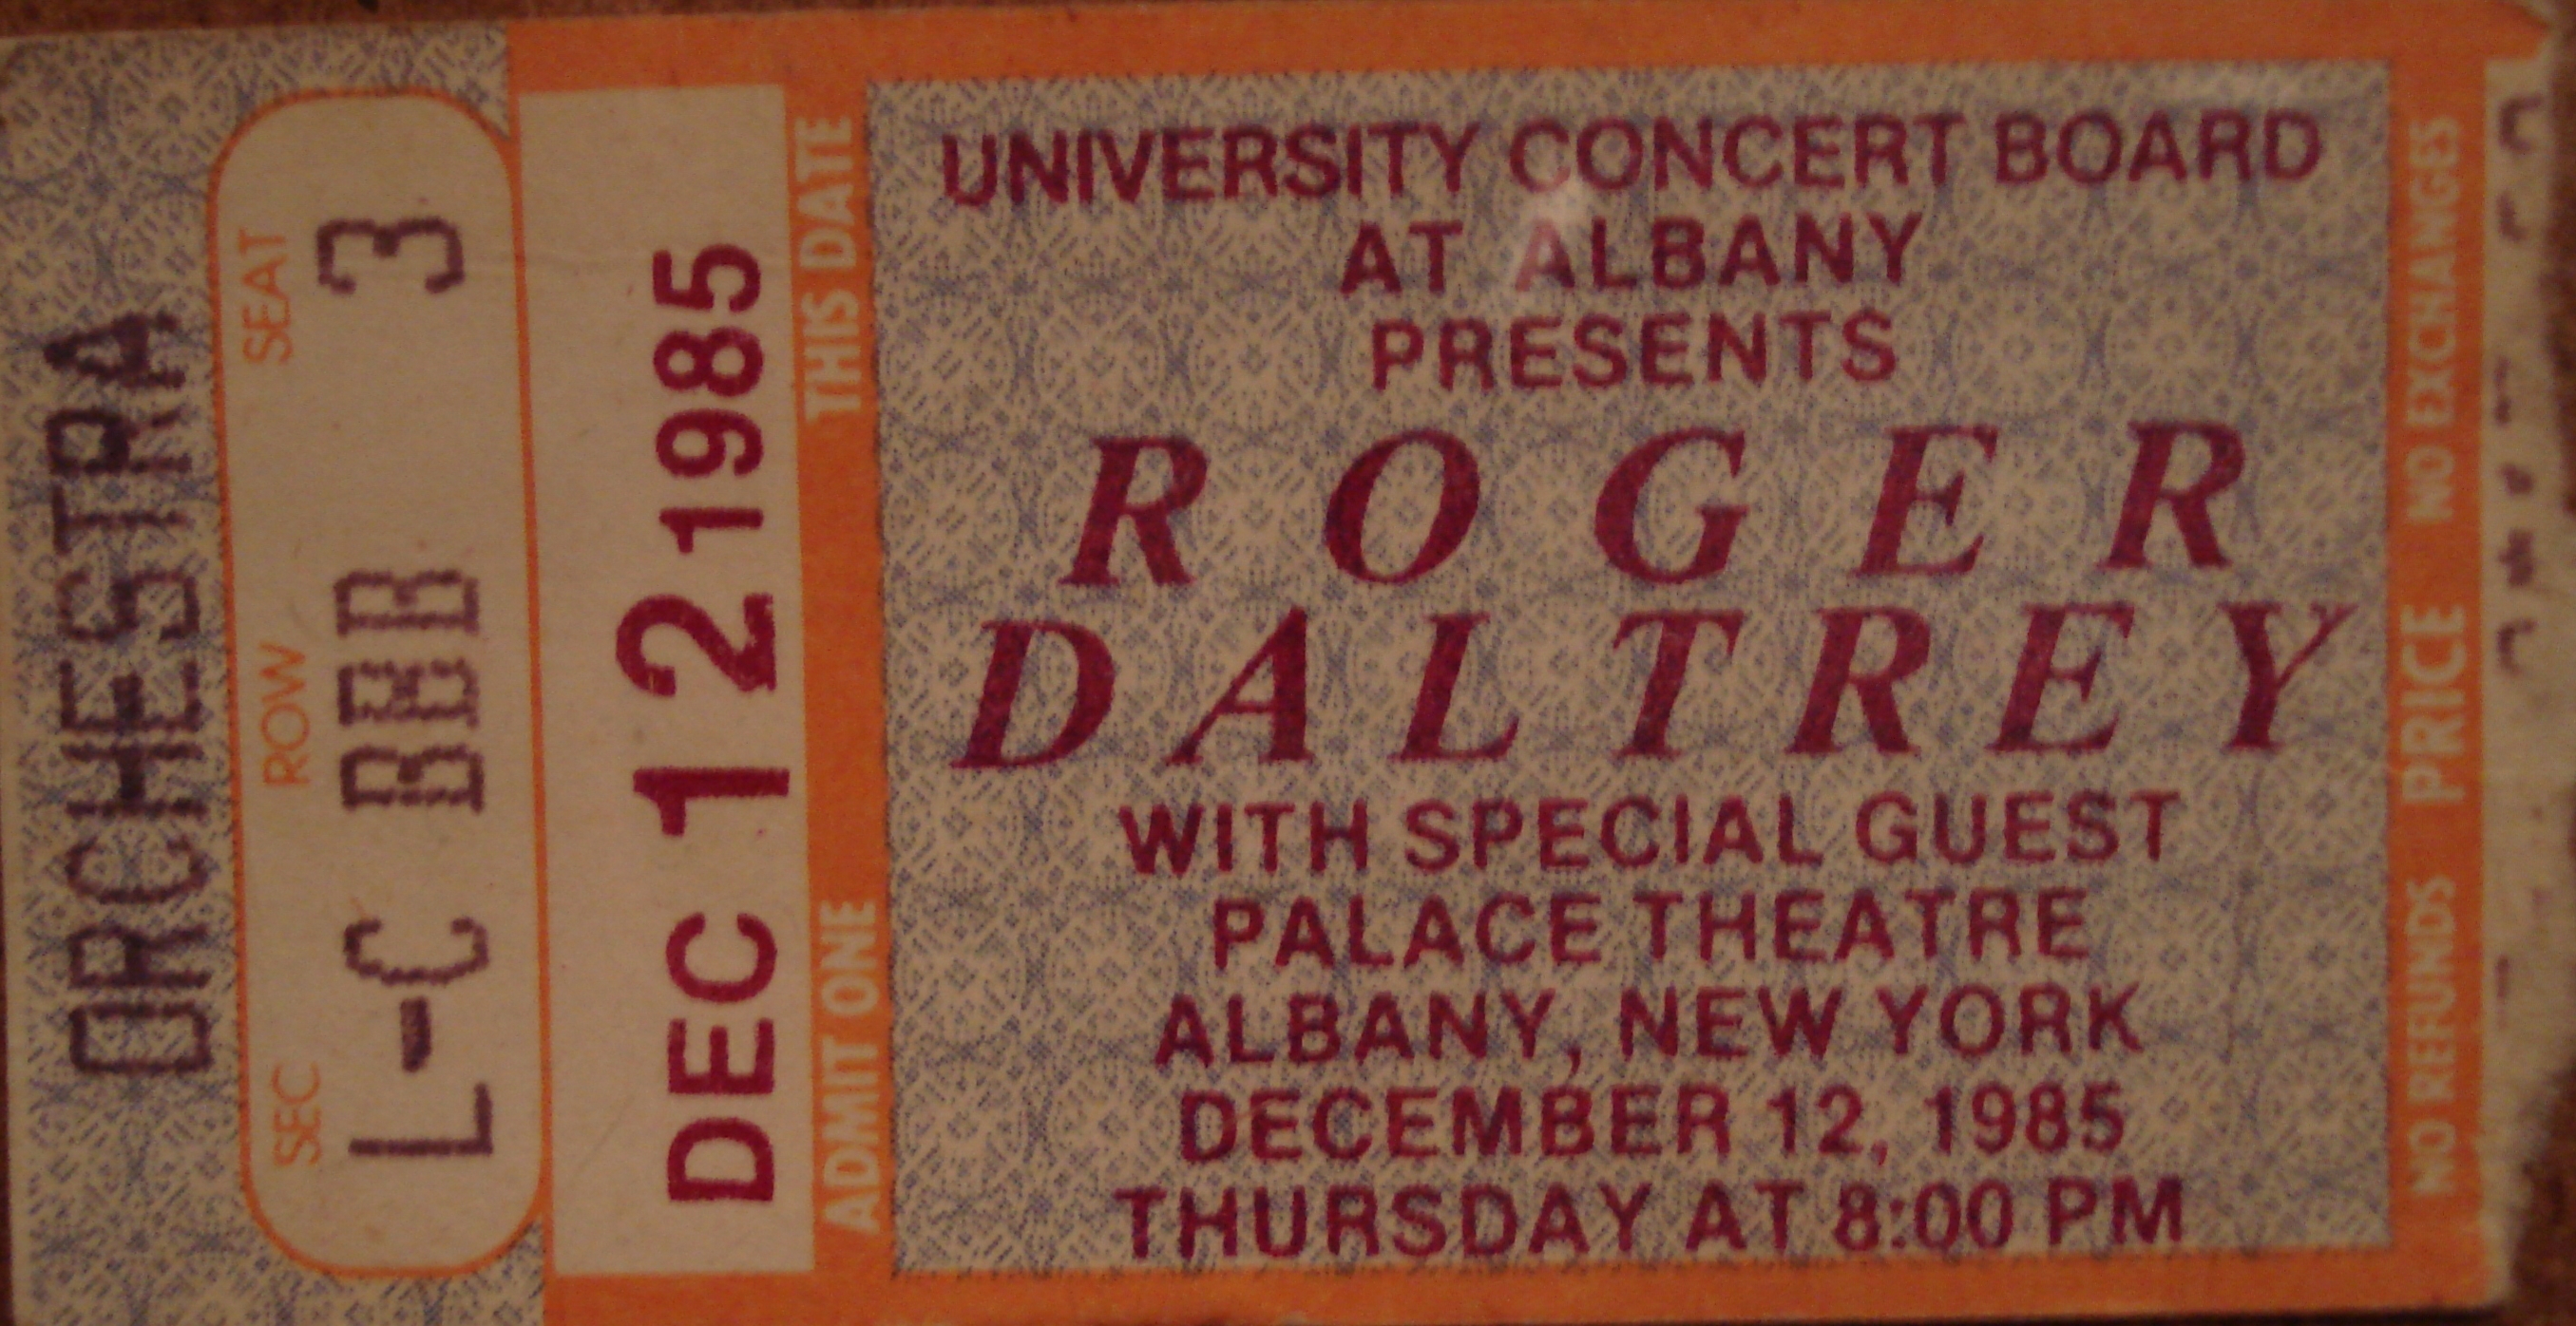 ORCHESTRA
SEC ROW SEAT
L-C BBB 3
DEC 12 1985
ADMIT ONE THIS DATE
UNIVERSITY CONCERT BOARD
AT ALBANY
PRESENTS
ROGER
DALTREY
WITH SPECIAL GUEST
PALACE THEATRE
ALBANY, NEW YORK
DECEMBER 12, 1985
THURSDAY AT 8:00 PM
NO REFUNDS PRICE NO EXCHANGES